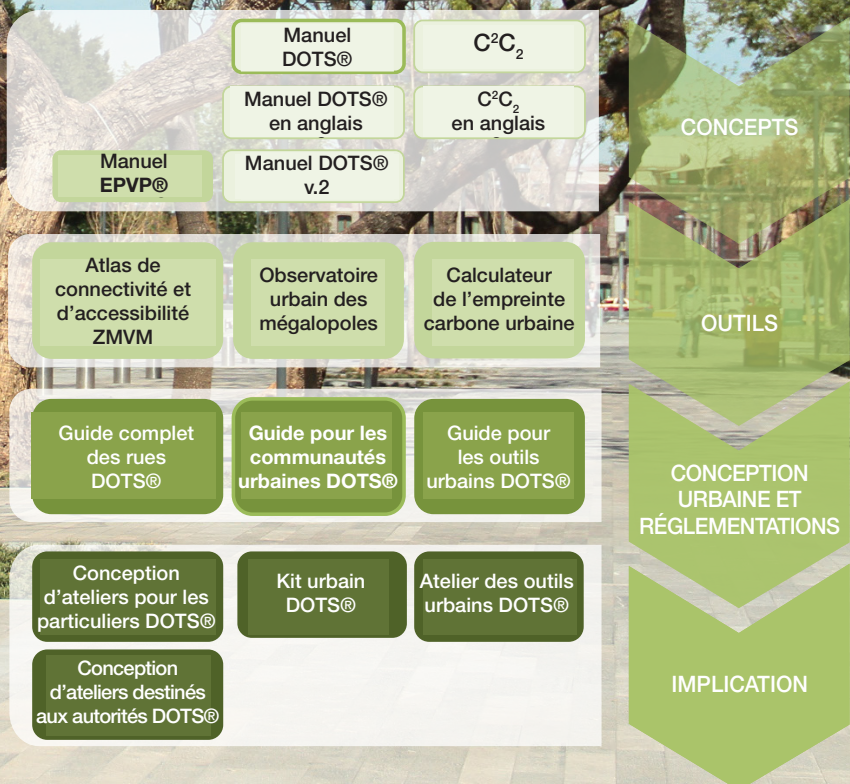 Manuel
DOTS®
C²C₂
Manuel DOTS®
en anglais
C²C₂
en anglais
Manuel
EPVP®
Manuel DOTS®
v.2
CONCEPTS
Atlas de
connectivité et
d'accessibilité
ZMVM
Observatoire
urbain des
mégalopoles
Calculateur
de l'empreinte
carbone urbaine
OUTILS
Guide complet
des rues
DOTS®
Guide pour les
communautés
urbaines DOTS®
Guide pour
les outils
urbains DOTS®
CONCEPTION
URBAINE ET
RÉGLEMENTATIONS
Conception
d'ateliers pour les
particuliers DOTS®
Kit urbain
DOTS®
Atelier des outils
urbains DOTS®
Conception
d'ateliers destinés
aux autorités DOTS®
IMPLICATION